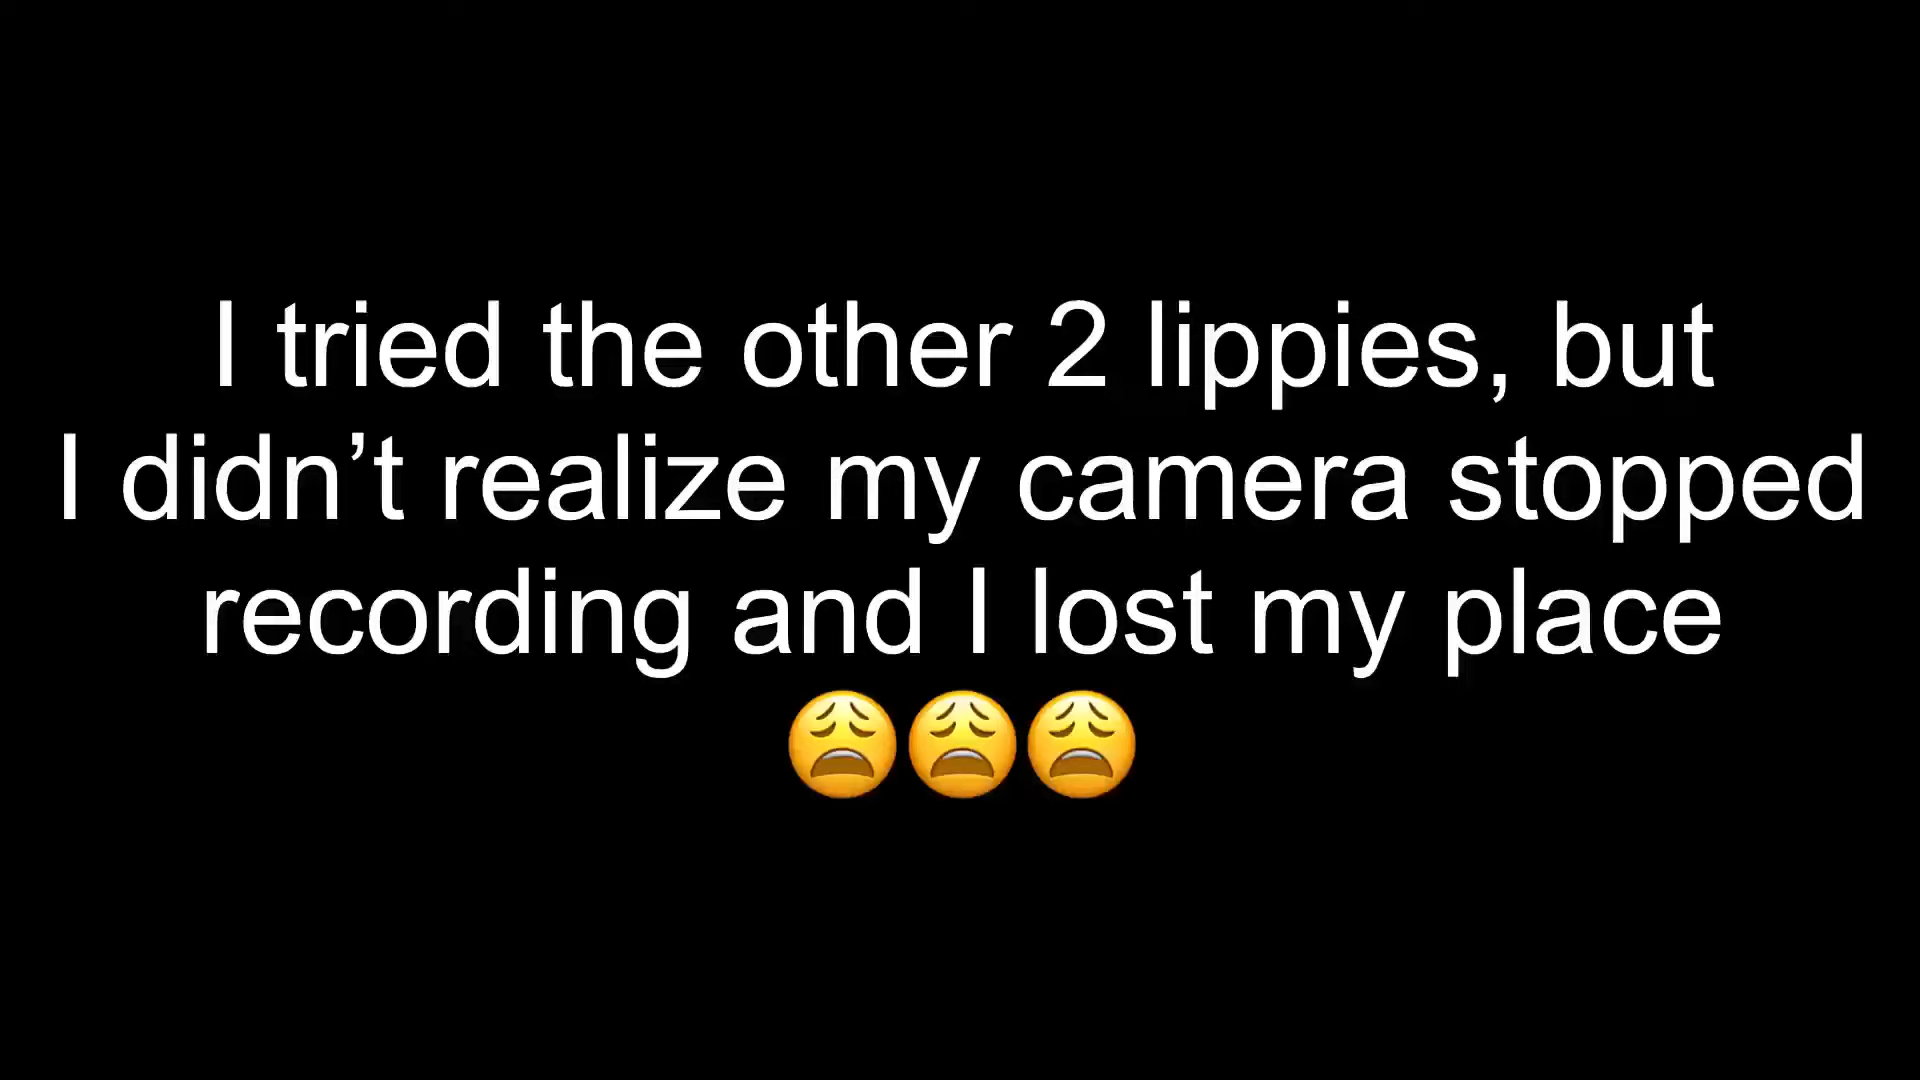 I tried the other 2 lippies, but
I didn’t realize my camera stopped
recording and I lost my place
😩😩😩